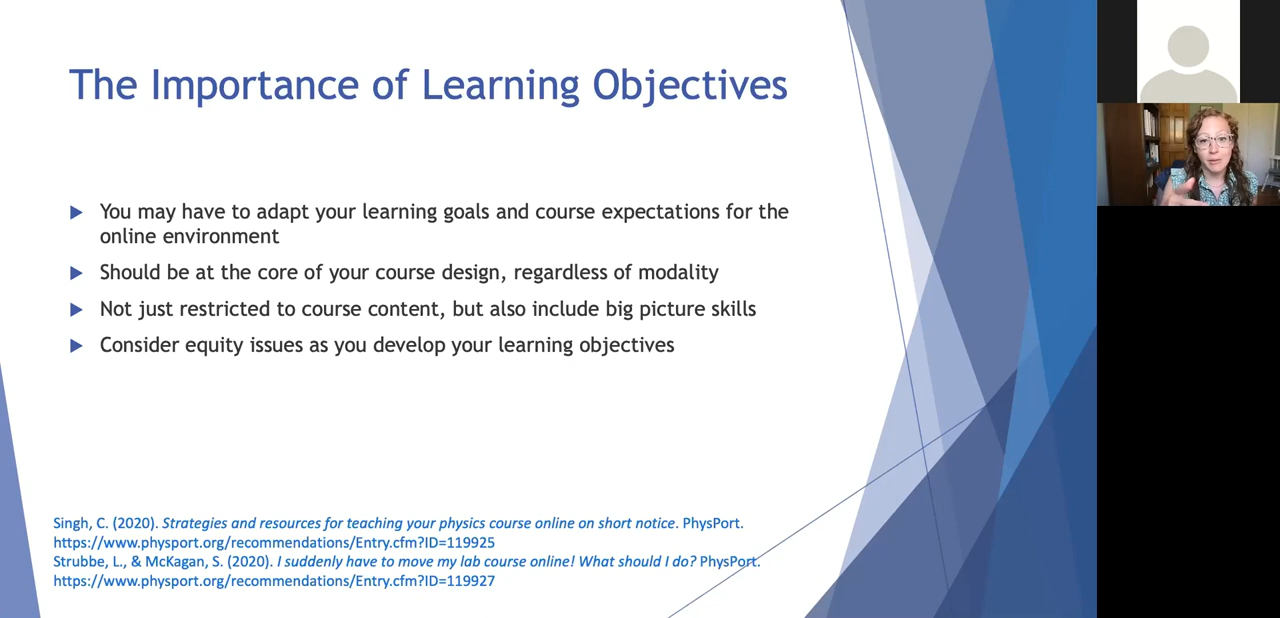 The Importance of Learning Objectives
You may have to adapt your learning goals and course expectations for the
online environment
Should be at the core of your course design, regardless of modality
Not just restricted to course content, but also include big picture skills
Consider equity issues as you develop your learning objectives
Singh, C. (2020). Strategies and resources for teaching your physics course online on short notice. PhysPort.
https://www.physport.org/recommendations/Entry.cfm?ID=119925
Strubbe, L., & McKagan, S. (2020). I suddenly have to move my lab course online! What should I do? PhysPort.
https://www.physport.org/recommendations/Entry.cfm?ID=119927